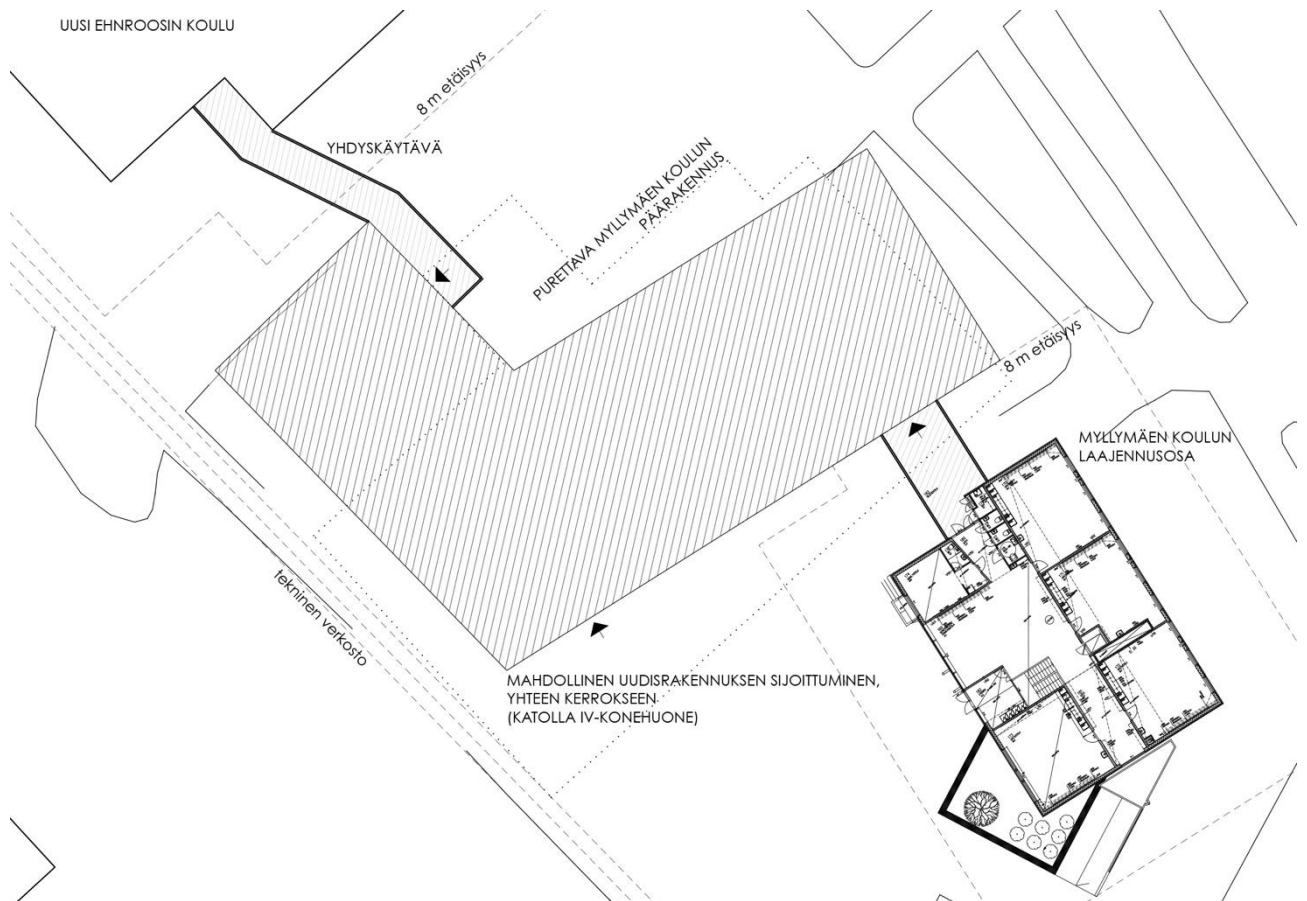 UUSI EHNROOSIN KOULU
8 m etäisyys
YHDYSKÄYTÄVÄ
PURETTAVA MYLLYMÄEN KOULUN
PÄÄRAKENNUS
8 m etäisyys
MYLLYMÄEN KOULUN
LAAJENNUSOSA
tekninen verkosto
MAHDOLLINEN UUDISRAKENNUKSEN SIJOITTUMINEN,
YHTEEN KERROKSEEN
(KATOLLA IV-KONEHUONE)